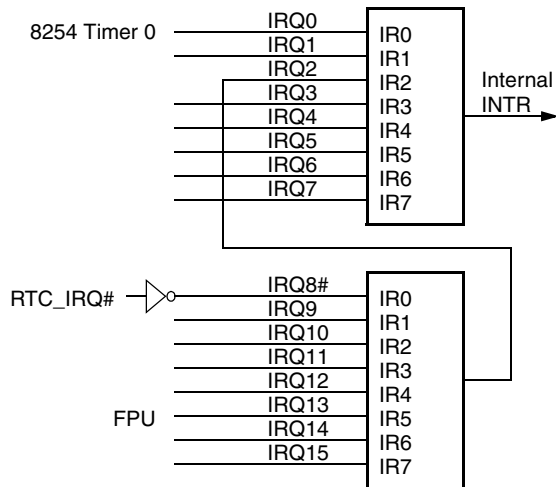 8254 Timer 0
IRQ0
IRQ1
IRQ2
IRQ3
IRQ4
IRQ5
IRQ6
IRQ7
IR0
IR1
IR2
IR3
IR4
IR5
IR6
IR7
Internal
INTR
RTC_IRQ#
FPU
IRQ8#
IRQ9
IRQ10
IRQ11
IRQ12
IRQ13
IRQ14
IRQ15
IR0
IR1
IR2
IR3
IR4
IR5
IR6
IR7